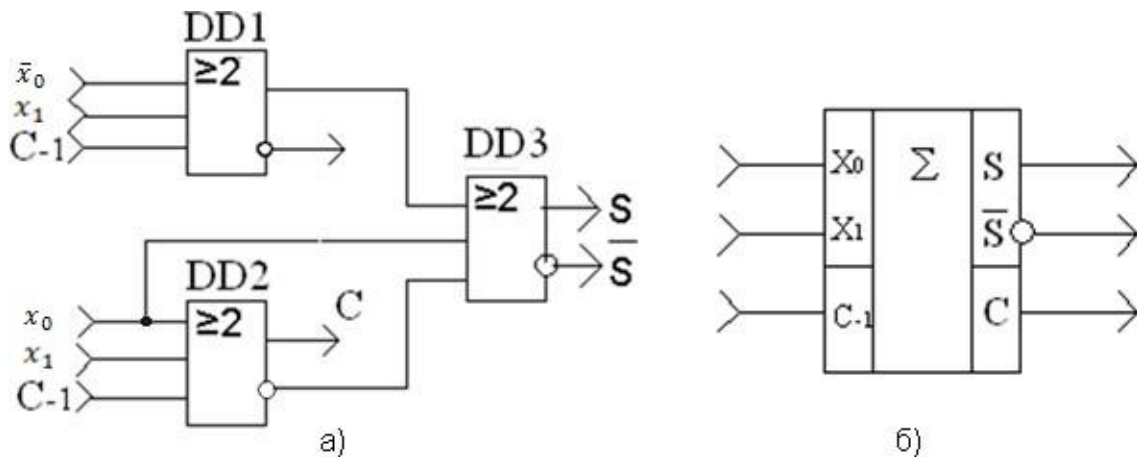 DD1
x̄₀
≥2
x₁
C-1
DD3
≥2
S
S̅
DD2
x₀
≥2
C
x₁
C-1
а)
X₀ Σ S
X₁ S̅
C-1 C
б)